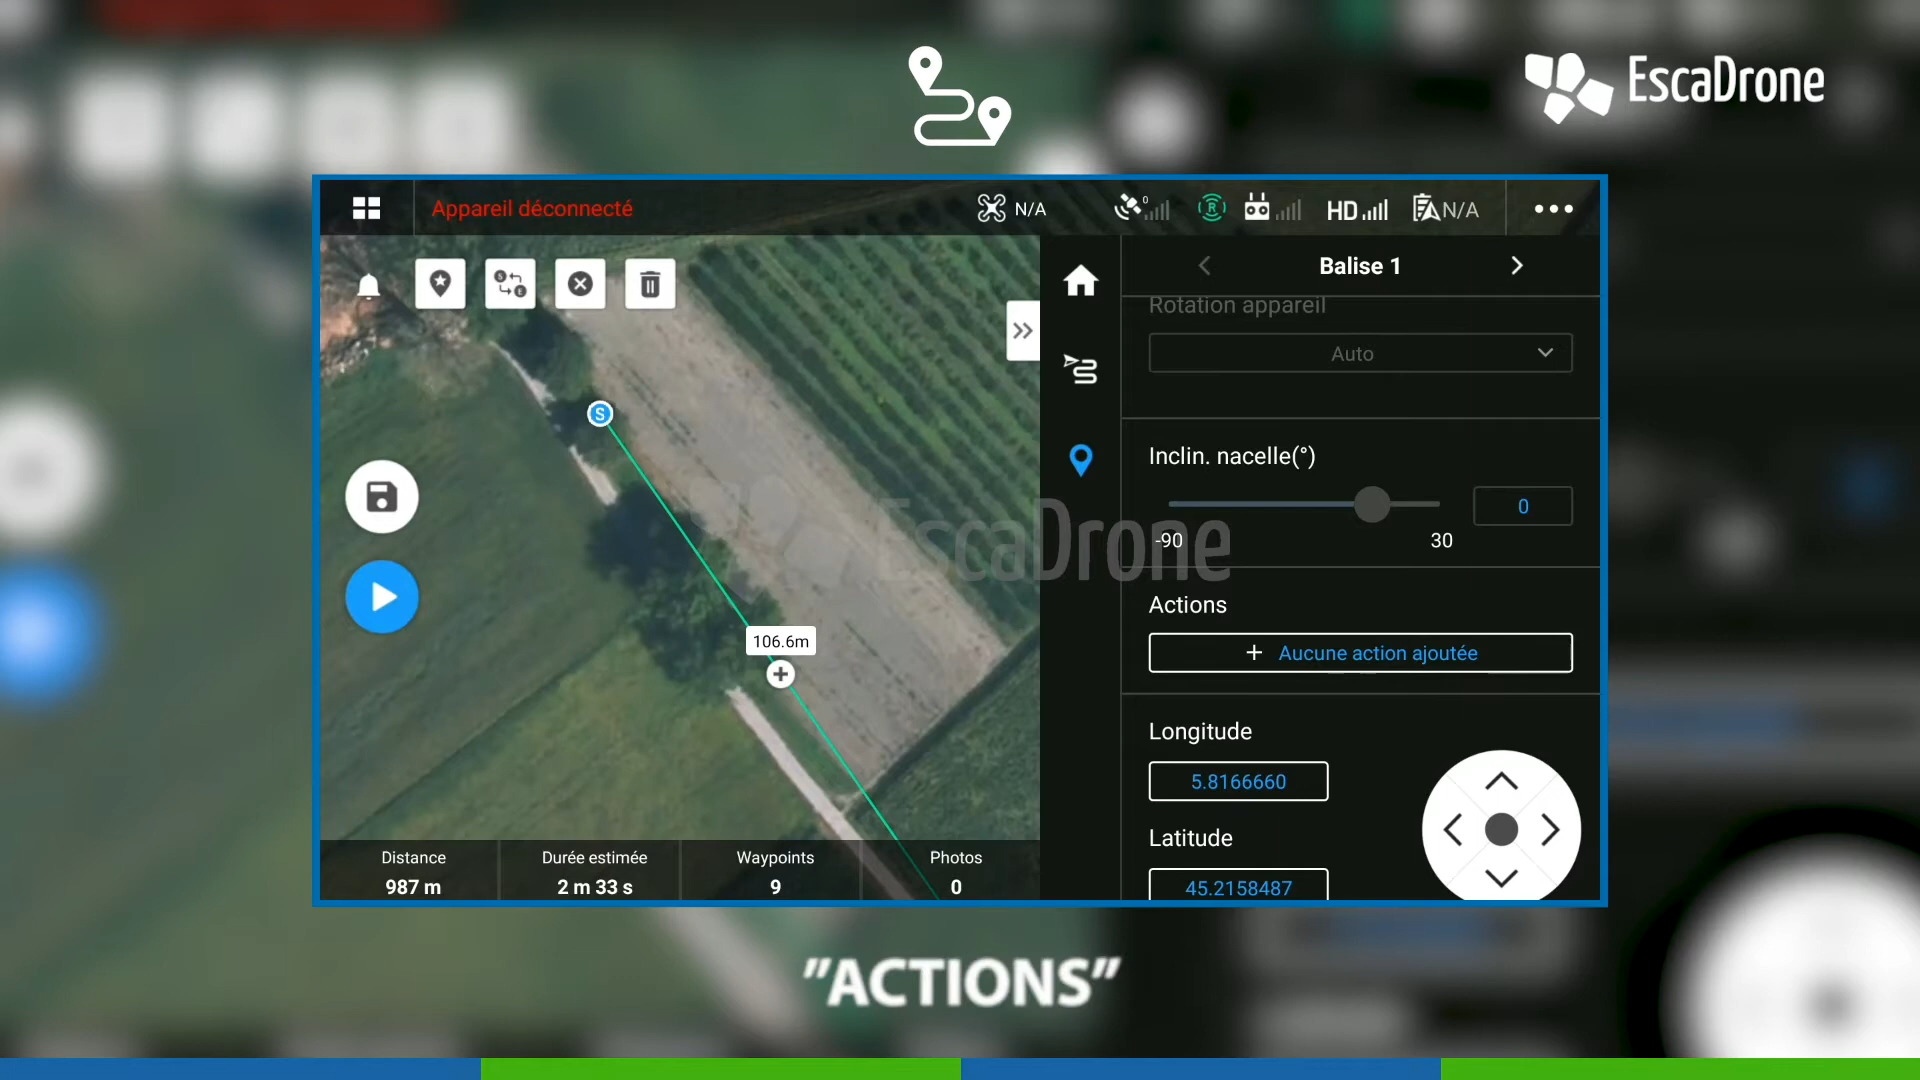 EscaDrone
Appareil déconnecté
N/A
0
R
HD
N/A
Balise 1
Rotation appareil
Auto
S
E
S
Inclin. nacelle(°)
0
-90
30
EscaDrone
Actions
+ Aucune action ajoutée
106.6m
Longitude
5.8166660
Latitude
45.2158487
Distance
Durée estimée
Waypoints
Photos
987 m
2 m 33 s
9
0
"ACTIONS"